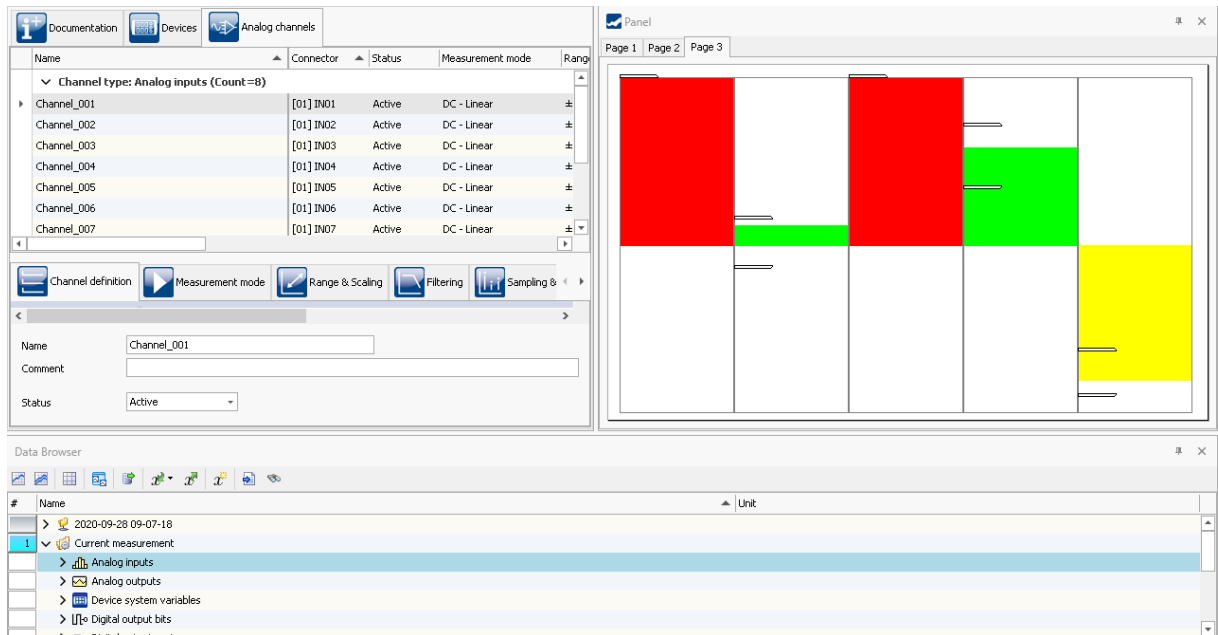 Documentation Devices Analog channels
Name Connector Status Measurement mode Rang
Channel type: Analog inputs (Count=8)
Channel_001 [01] IN01 Active DC - Linear ±
Channel_002 [01] IN02 Active DC - Linear ±
Channel_003 [01] IN03 Active DC - Linear ±
Channel_004 [01] IN04 Active DC - Linear ±
Channel_005 [01] IN05 Active DC - Linear ±
Channel_006 [01] IN06 Active DC - Linear ±
Channel_007 [01] IN07 Active DC - Linear ±
Channel definition Measurement mode Range & Scaling Filtering Sampling &
Name Channel_001
Comment
Status Active
Panel
Page 1 Page 2 Page 3
Data Browser
# Name Unit
2020-09-28 09-07-18
1 Current measurement
Analog inputs
Analog outputs
Device system variables
Digital output bits